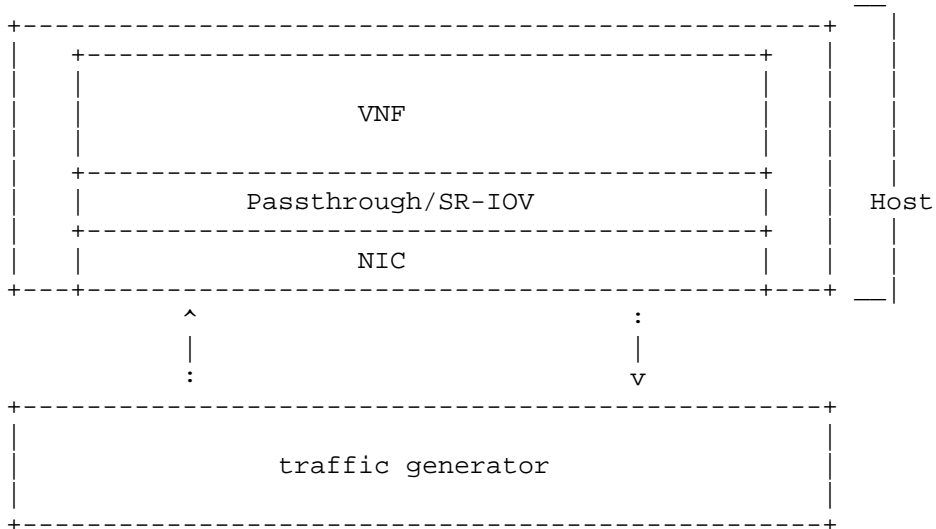 VNF
Passthrough/SR-IOV
Host
NIC
traffic generator